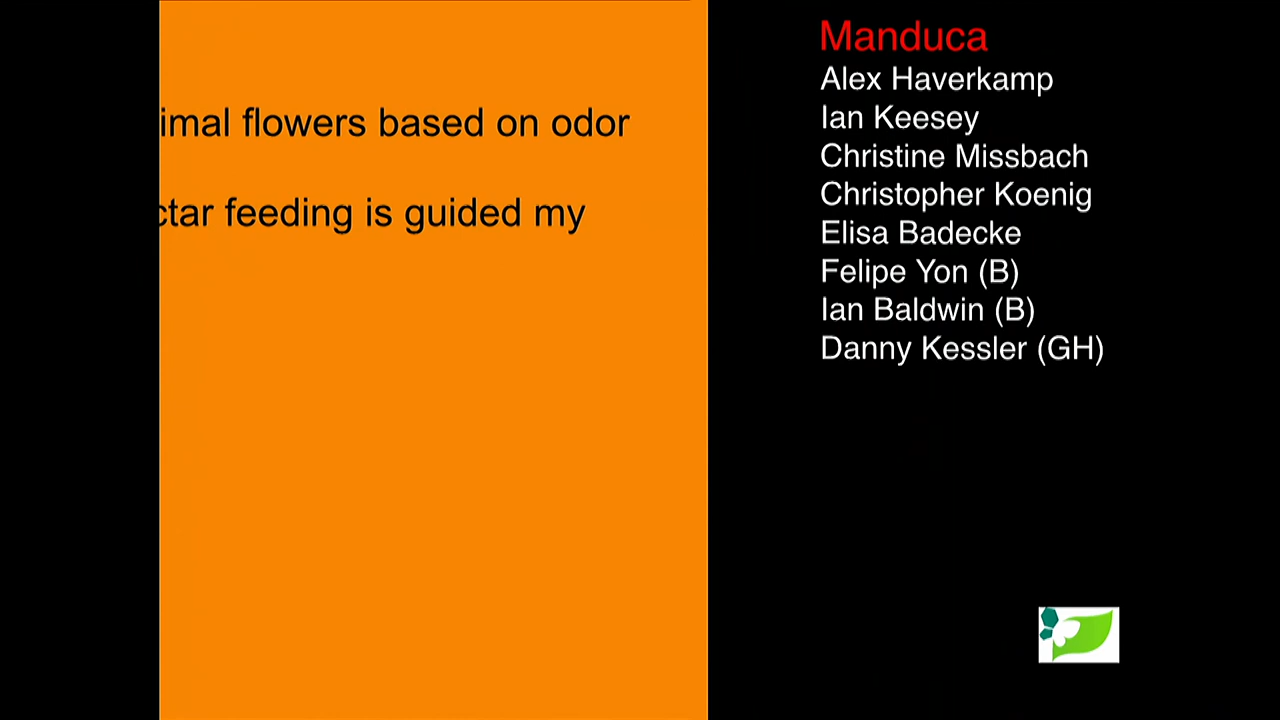 imal flowers based on odor
ctar feeding is guided my
Manduca
Alex Haverkamp
Ian Keesey
Christine Missbach
Christopher Koenig
Elisa Badecke
Felipe Yon (B)
Ian Baldwin (B)
Danny Kessler (GH)